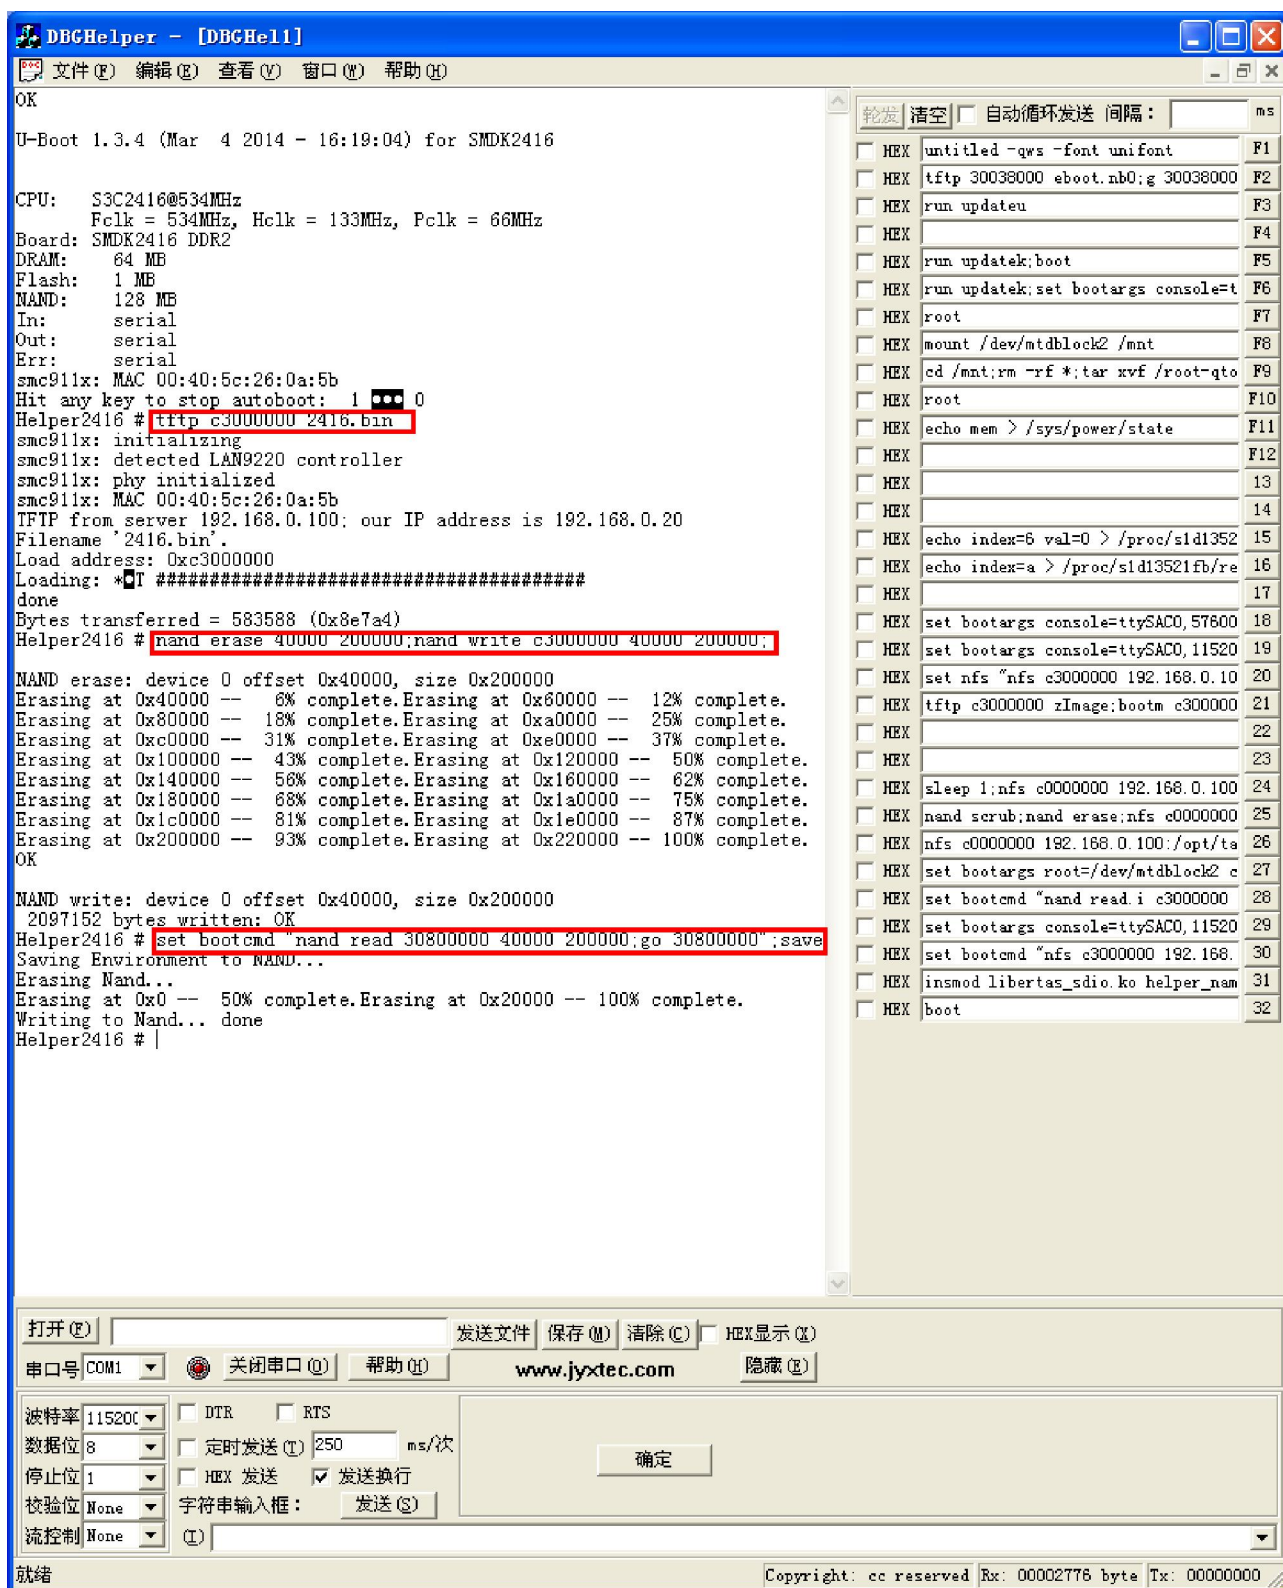 DBGHelper - [DBGHel1]
文件(F) 编辑(E) 查看(V) 窗口(W) 帮助(H)
OK
U-Boot 1.3.4 (Mar 4 2014 - 16:19:04) for SMDK2416
CPU: S3C2416@534MHz
Fclk = 534MHz, Hclk = 133MHz, Pclk = 66MHz
Board: SMDK2416 DDR2
DRAM: 64 MB
Flash: 1 MB
NAND: 128 MB
In: serial
Out: serial
Err: serial
smc911x: MAC 00:40:5c:26:0a:5b
Hit any key to stop autoboot: 1 0
Helper2416 # tftp c3000000 2416.bin
smc911x: initializing
smc911x: detected LAN9220 controller
smc911x: phy initialized
smc911x: MAC 00:40:5c:26:0a:5b
TFTP from server 192.168.0.100; our IP address is 192.168.0.20
Filename '2416.bin'.
Load address: 0xc3000000
Loading: *T ########################################
done
Bytes transferred = 583588 (0x8e7a4)
Helper2416 # nand erase 40000 200000;nand write c3000000 40000 200000;
NAND erase: device 0 offset 0x40000, size 0x200000
Erasing at 0x40000 -- 6% complete.Erasing at 0x60000 -- 12% complete.
Erasing at 0x80000 -- 18% complete.Erasing at 0xa0000 -- 25% complete.
Erasing at 0xc0000 -- 31% complete.Erasing at 0xe0000 -- 37% complete.
Erasing at 0x100000 -- 43% complete.Erasing at 0x120000 -- 50% complete.
Erasing at 0x140000 -- 56% complete.Erasing at 0x160000 -- 62% complete.
Erasing at 0x180000 -- 68% complete.Erasing at 0x1a0000 -- 75% complete.
Erasing at 0x1c0000 -- 81% complete.Erasing at 0x1e0000 -- 87% complete.
Erasing at 0x200000 -- 93% complete.Erasing at 0x220000 -- 100% complete.
OK
NAND write: device 0 offset 0x40000, size 0x200000
2097152 bytes written: OK
Helper2416 # set bootcmd "nand read 30800000 40000 200000;go 30800000";save
Saving Environment to NAND...
Erasing Nand...
Erasing at 0x0 -- 50% complete.Erasing at 0x20000 -- 100% complete.
Writing to Nand... done
Helper2416 #
轮发 清空 自动循环发送 间隔： ms
HEX untitled -qws -font unifont F1
HEX tftp 30038000 eboot.nb0;g 30038000 F2
HEX run updateu F3
HEX F4
HEX run updatek;boot F5
HEX run updatek;set bootargs console=t F6
HEX root F7
HEX mount /dev/mtdblock2 /mnt F8
HEX cd /mnt;rm -rf *;tar xvf /root-qto F9
HEX root F10
HEX echo mem > /sys/power/state F11
HEX F12
HEX 13
HEX 14
HEX echo index=6 val=0 > /proc/s1d1352 15
HEX echo index=a > /proc/s1d13521fb/re 16
HEX 17
HEX set bootargs console=ttySAC0,57600 18
HEX set bootargs console=ttySAC0,11520 19
HEX set nfs "nfs c3000000 192.168.0.10 20
HEX tftp c3000000 zImage;bootm c300000 21
HEX 22
HEX 23
HEX sleep 1;nfs c0000000 192.168.0.100 24
HEX nand scrub;nand erase;nfs c0000000 25
HEX nfs c0000000 192.168.0.100:/opt/ta 26
HEX set bootargs root=/dev/mtdblock2 c 27
HEX set bootcmd "nand read.i c3000000 28
HEX set bootargs console=ttySAC0,11520 29
HEX set bootcmd "nfs c3000000 192.168. 30
HEX insmod libertas_sdio.ko helper_nam 31
HEX boot 32
打开(F) 发送文件 保存(M) 清除(C) HEX显示(X)
串口号 COM1 关闭串口(O) 帮助(H) www.jyxtec.com 隐藏(E)
波特率 11520( DTR RTS
数据位 8 定时发送(T) 250 ms/次
停止位 1 HEX 发送 发送换行
校验位 None 字符串输入框： 发送(S)
流控制 None (I)
确定
就绪 Copyright: cc reserved Rx: 00002776 byte Tx: 00000000